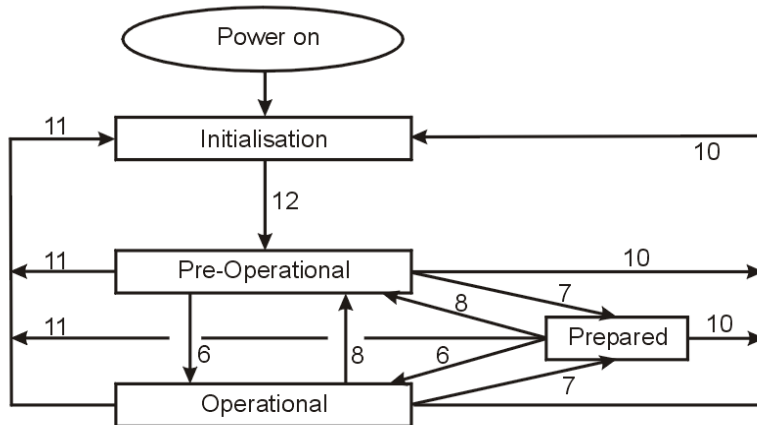 Power on
11
Initialisation
10
12
11
Pre-Operational
10
7
8
11
Prepared
10
6
8
6
7
Operational